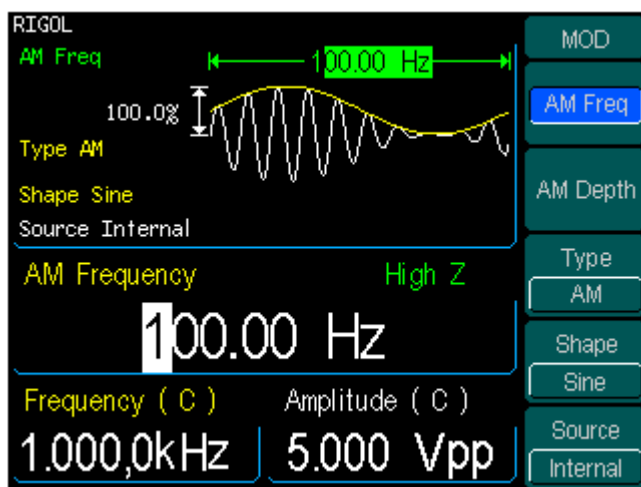 RIGOL
AM Freq
100.00 Hz
100.0%
Type AM
Shape Sine
Source Internal
AM Frequency High Z
100.00 Hz
Frequency ( C ) Amplitude ( C )
1.000,0kHz 5.000 Vpp
MOD
AM Freq
AM Depth
Type
AM
Shape
Sine
Source
Internal